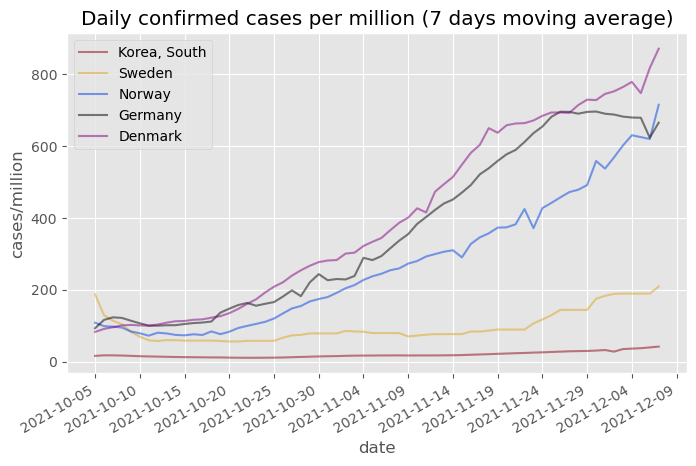 Daily confirmed cases per million (7 days moving average)
Korea, South
Sweden
Norway
Germany
Denmark
cases/million
800
600
400
200
0
2021-10-05
2021-10-10
2021-10-15
2021-10-20
2021-10-25
2021-10-30
2021-11-04
2021-11-09
2021-11-14
2021-11-19
2021-11-24
2021-11-29
2021-12-04
2021-12-09
date